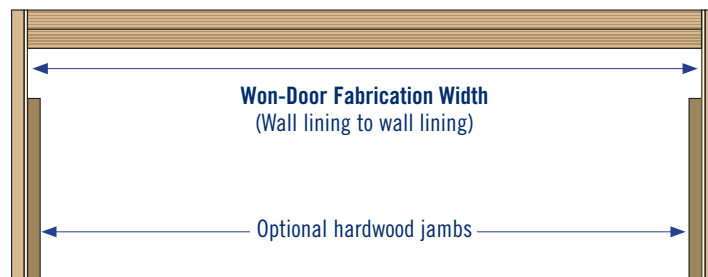 Won-Door Fabrication Width
(Wall lining to wall lining)
Optional hardwood jambs